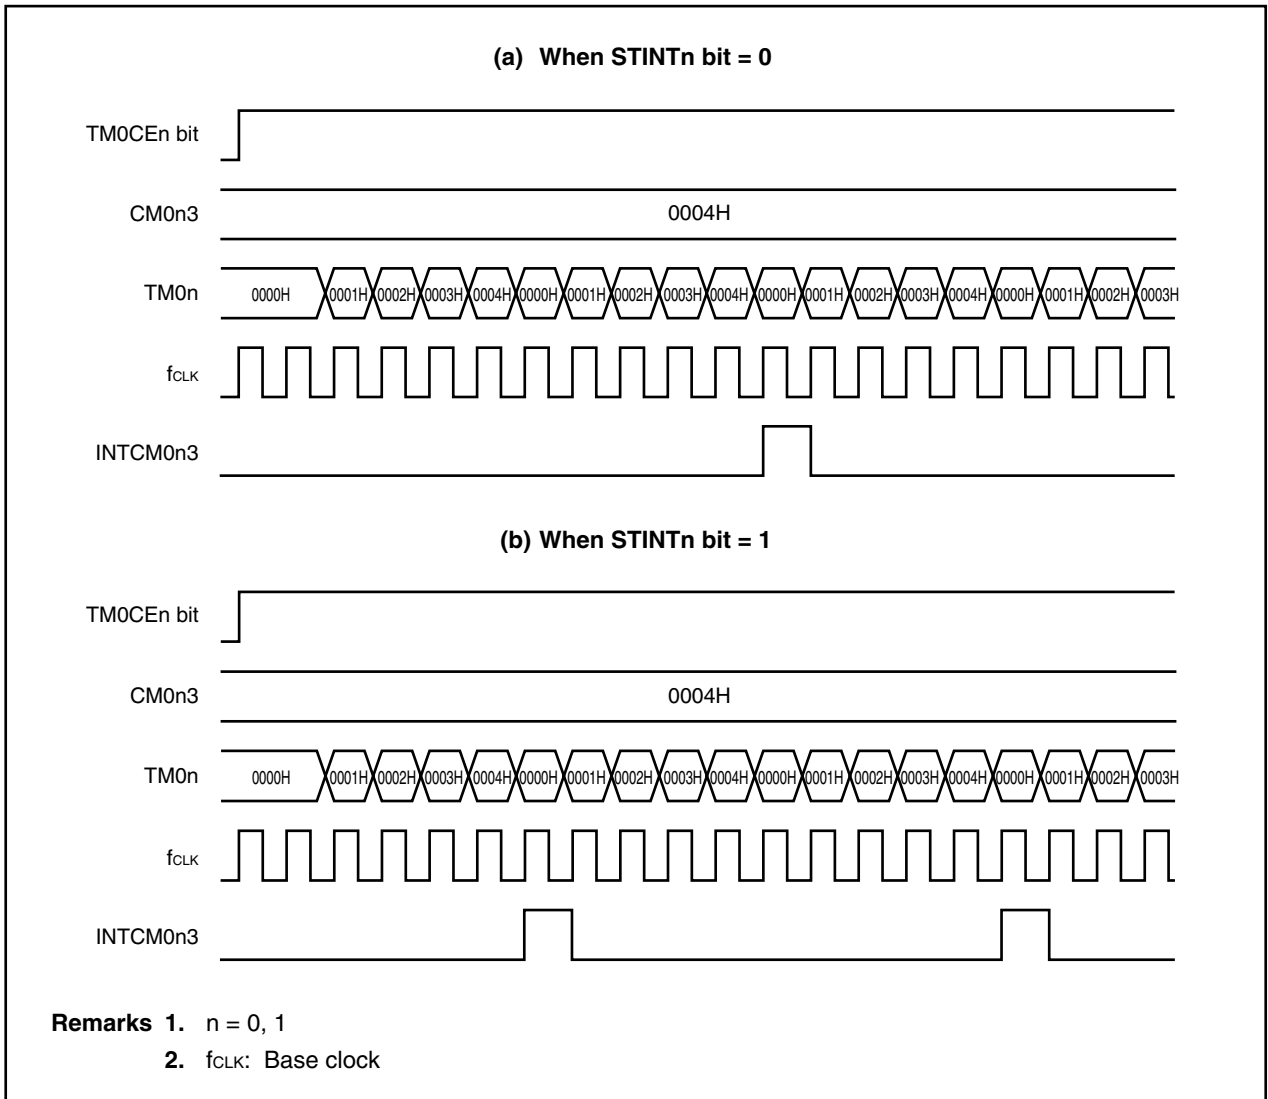 (a) When STINTn bit = 0
TM0CEn bit
CM0n3 0004H
TM0n 0000H 0001H 0002H 0003H 0004H 0000H 0001H 0002H 0003H 0004H 0000H 0001H 0002H 0003H 0004H 0000H 0001H 0002H 0003H
fCLK
INTCM0n3
(b) When STINTn bit = 1
TM0CEn bit
CM0n3 0004H
TM0n 0000H 0001H 0002H 0003H 0004H 0000H 0001H 0002H 0003H 0004H 0000H 0001H 0002H 0003H 0004H 0000H 0001H 0002H 0003H
fCLK
INTCM0n3
Remarks 1. n = 0, 1
2. fCLK: Base clock